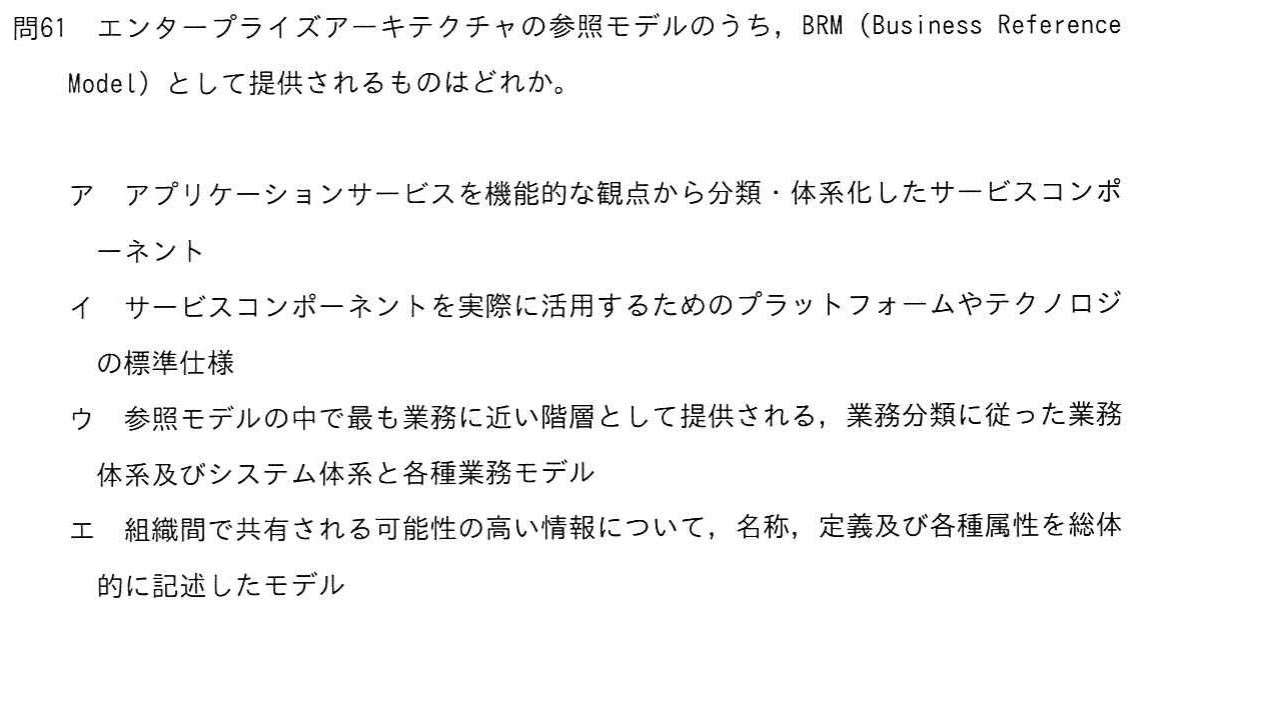 問61 エンタープライズアーキテクチャの参照モデルのうち，BRM（Business Reference
Model）として提供されるものはどれか。
ア アプリケーションサービスを機能的な観点から分類・体系化したサービスコンポ
ーネント
イ サービスコンポーネントを実際に活用するためのプラットフォームやテクノロジ
の標準仕様
ウ 参照モデルの中で最も業務に近い階層として提供される，業務分類に従った業務
体系及びシステム体系と各種業務モデル
エ 組織間で共有される可能性の高い情報について，名称，定義及び各種属性を総体
的に記述したモデル